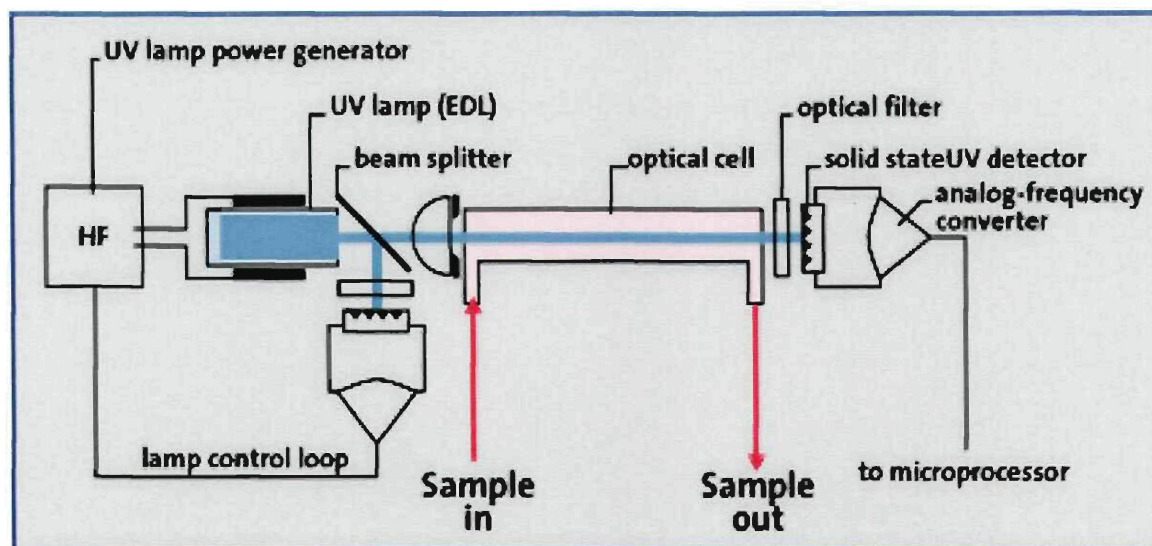 UV lamp power generator
UV lamp (EDL)
beam splitter
optical cell
optical filter
solid stateUV detector
analog-frequency
converter
HF
lamp control loop
Sample
in
Sample
out
to microprocessor